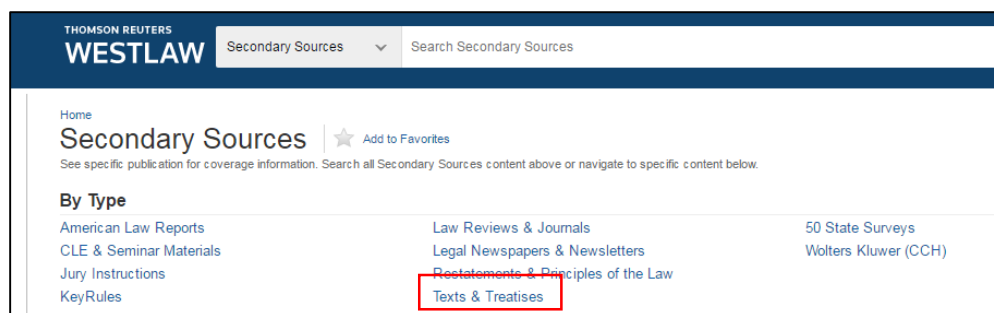 THOMSON REUTERS
WESTLAW
Secondary Sources
Search Secondary Sources
Home
Secondary Sources
Add to Favorites
See specific publication for coverage information. Search all Secondary Sources content above or navigate to specific content below.
By Type
American Law Reports
CLE & Seminar Materials
Jury Instructions
KeyRules
Law Reviews & Journals
Legal Newspapers & Newsletters
Restatements & Principles of the Law
Texts & Treatises
50 State Surveys
Wolters Kluwer (CCH)